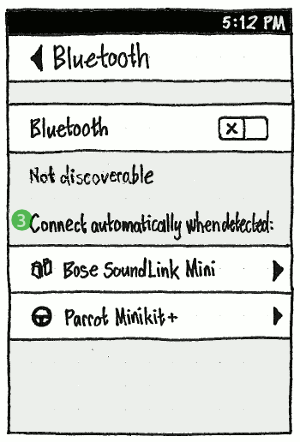 5:12 PM
Bluetooth
Bluetooth
Not discoverable
3 Connect automatically when detected:
Bose SoundLink Mini
Parrot Minikit+